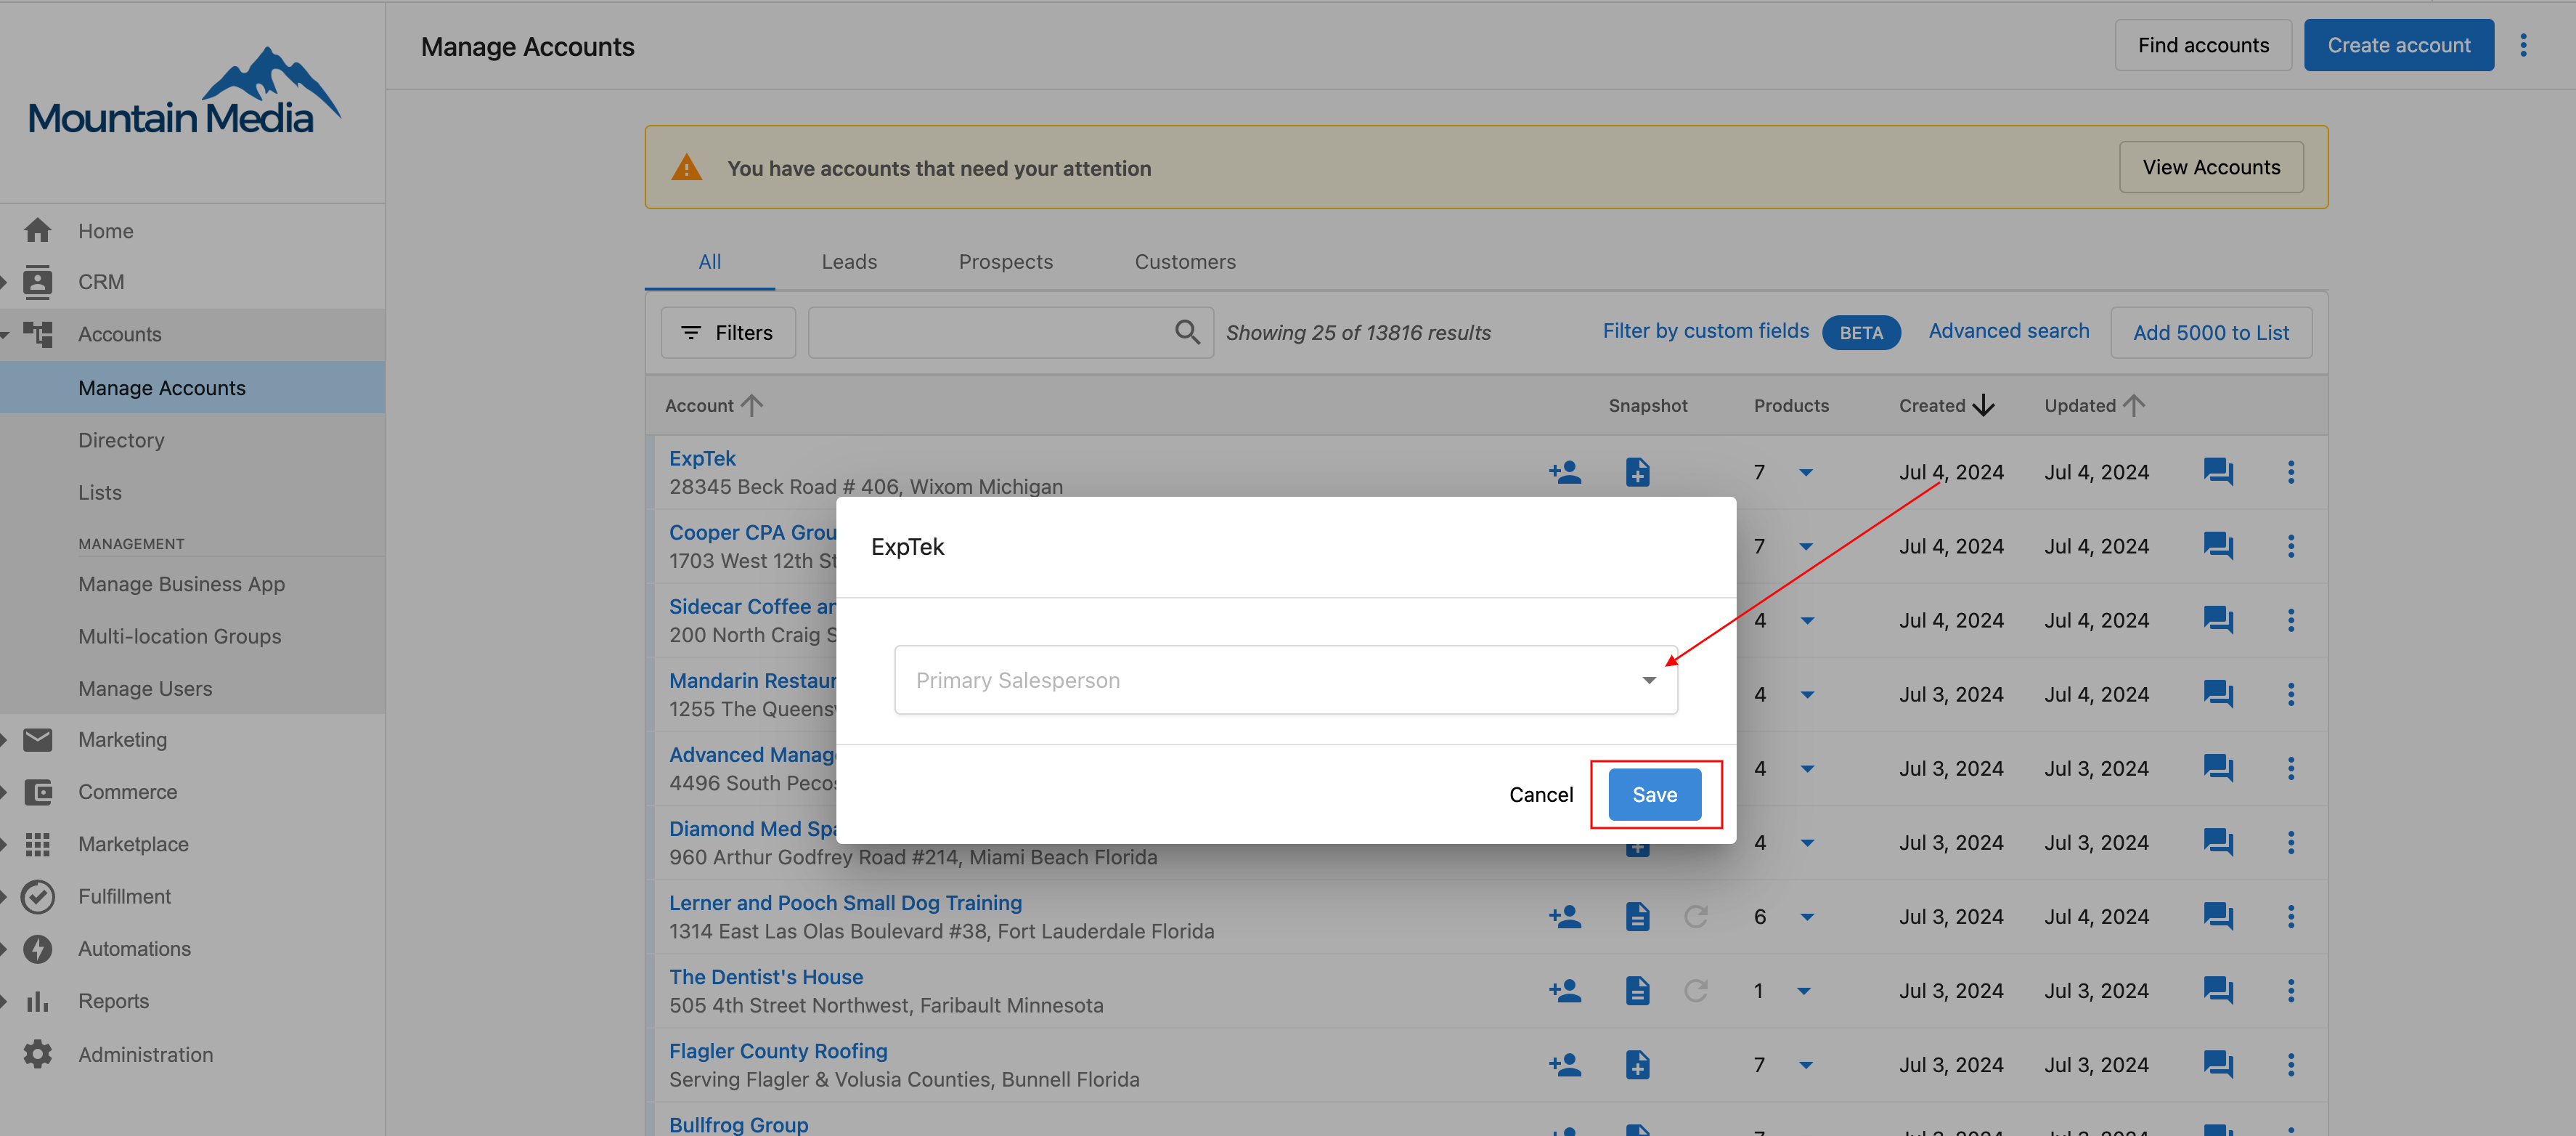 Mountain Media
Manage Accounts
Find accounts
Create account
You have accounts that need your attention
View Accounts
Home
CRM
Accounts
Manage Accounts
Directory
Lists
MANAGEMENT
Manage Business App
Multi-location Groups
Manage Users
Marketing
Commerce
Marketplace
Fulfillment
Automations
Reports
Administration
All Leads Prospects Customers
Filters
Showing 25 of 13816 results
Filter by custom fields BETA
Advanced search
Add 5000 to List
Account Snapshot Products Created Updated
ExpTek
28345 Beck Road # 406, Wixom Michigan
7 Jul 4, 2024 Jul 4, 2024
Cooper CPA Grou
1703 West 12th St
7 Jul 4, 2024 Jul 4, 2024
Sidecar Coffee an
200 North Craig S
4 Jul 4, 2024 Jul 4, 2024
Mandarin Restaur
1255 The Queensw
4 Jul 3, 2024 Jul 4, 2024
Advanced Manag
4496 South Pecos
4 Jul 3, 2024 Jul 3, 2024
Diamond Med Spa
960 Arthur Godfrey Road #214, Miami Beach Florida
4 Jul 3, 2024 Jul 3, 2024
Lerner and Pooch Small Dog Training
1314 East Las Olas Boulevard #38, Fort Lauderdale Florida
6 Jul 3, 2024 Jul 4, 2024
The Dentist's House
505 4th Street Northwest, Faribault Minnesota
1 Jul 3, 2024 Jul 3, 2024
Flagler County Roofing
Serving Flagler & Volusia Counties, Bunnell Florida
7 Jul 3, 2024 Jul 3, 2024
Bullfrog Group
ExpTek
Primary Salesperson
Cancel
Save